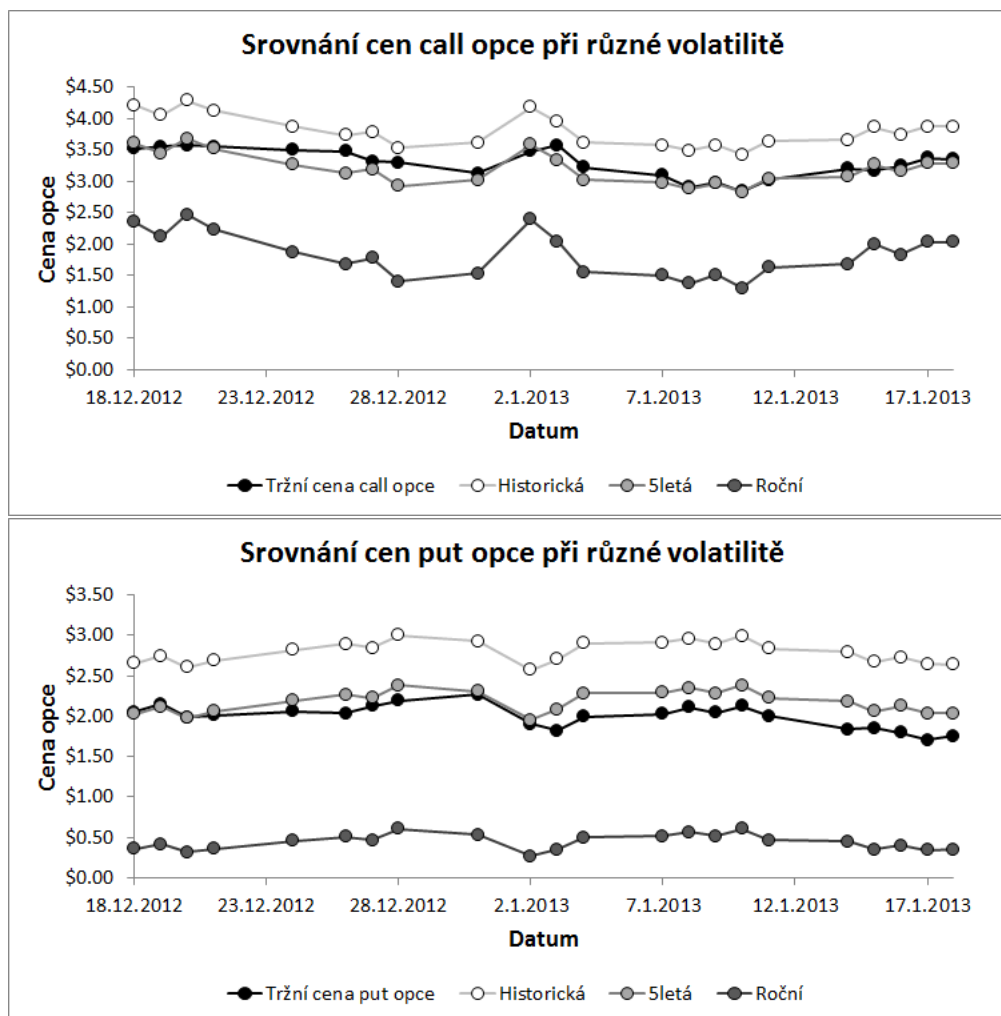 Srovnání cen call opce při různé volatilitě
Cena opce
$4.50
$4.00
$3.50
$3.00
$2.50
$2.00
$1.50
$1.00
$0.50
$0.00
18.12.2012 23.12.2012 28.12.2012 2.1.2013 7.1.2013 12.1.2013 17.1.2013
Datum
Tržní cena call opce Historická 5letá Roční
Srovnání cen put opce při různé volatilitě
Cena opce
$3.50
$3.00
$2.50
$2.00
$1.50
$1.00
$0.50
$0.00
18.12.2012 23.12.2012 28.12.2012 2.1.2013 7.1.2013 12.1.2013 17.1.2013
Datum
Tržní cena put opce Historická 5letá Roční